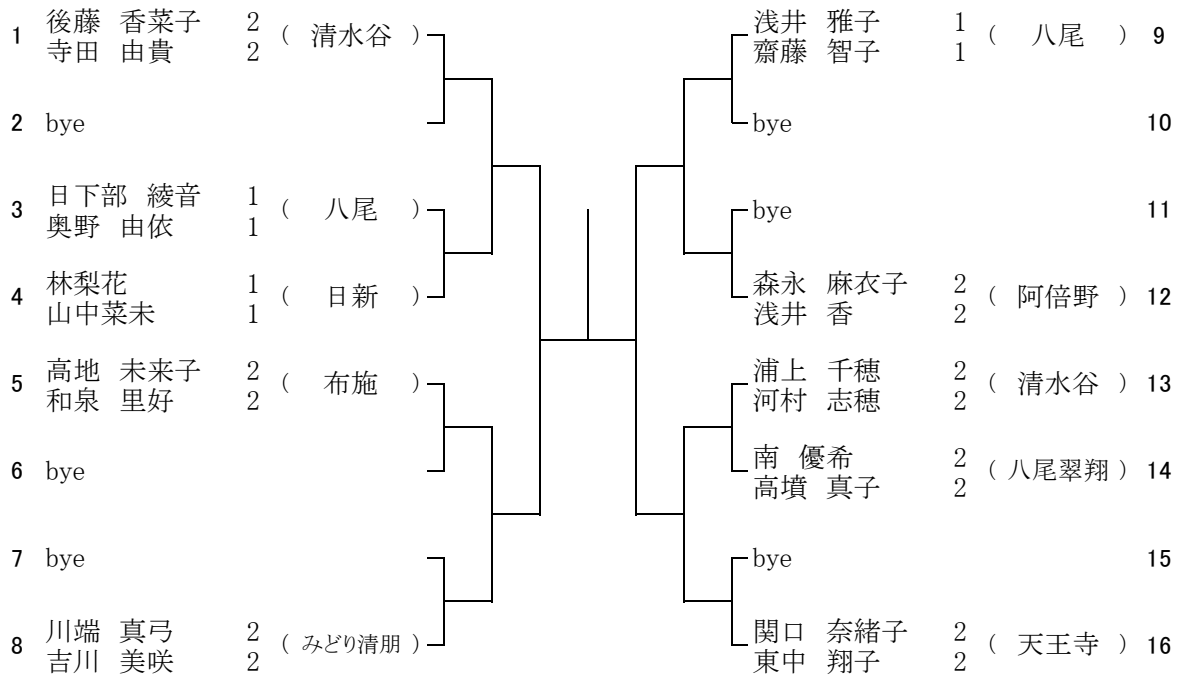 後藤 香菜子 2
1 ( 清水谷 )
寺田 由貴 2
2 bye
日下部 綾音 1
3 ( 八尾 )
奥野 由依 1
林梨花 1
4 ( 日新 )
山中菜未 1
高地 未来子 2
5 ( 布施 )
和泉 里好 2
6 bye
7 bye
川端 真弓 2
8 ( みどり清朋 )
吉川 美咲 2
浅井 雅子 1
( 八尾 ) 9
齋藤 智子 1
bye 10
bye 11
森永 麻衣子 2
( 阿倍野 ) 12
浅井 香 2
浦上 千穂 2
( 清水谷 ) 13
河村 志穂 2
南 優希 2
( 八尾翠翔 ) 14
高墳 真子 2
bye 15
関口 奈緒子 2
( 天王寺 ) 16
東中 翔子 2